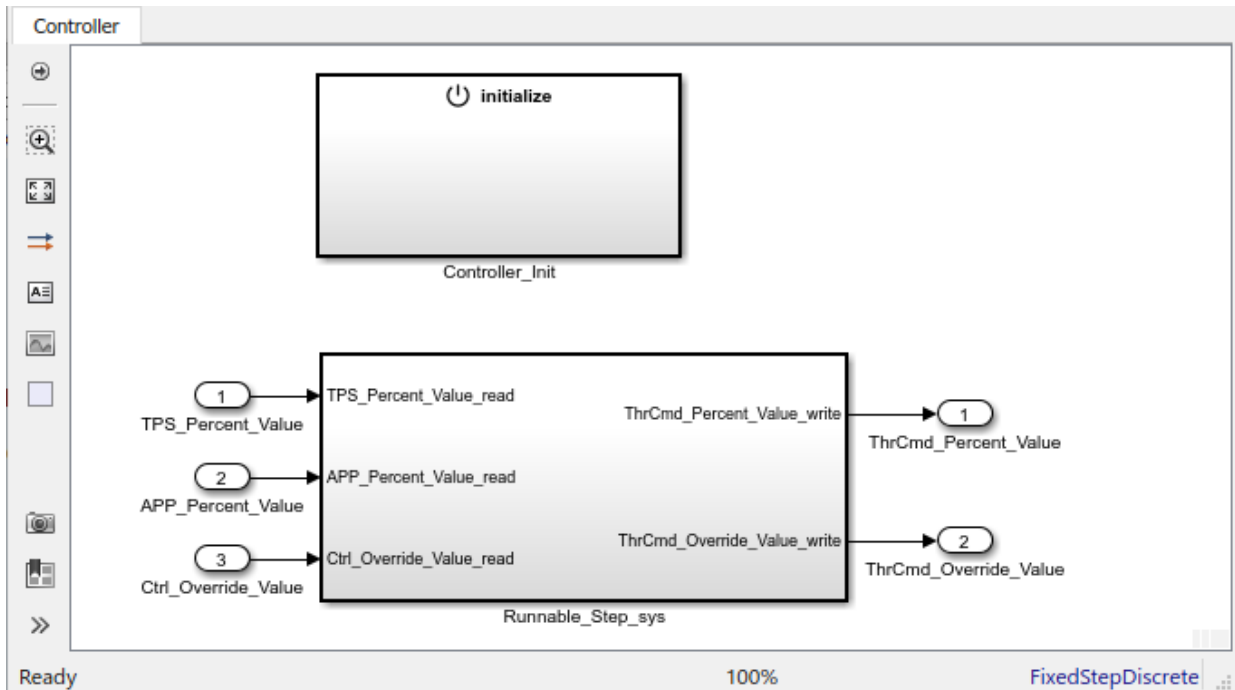 Controller
initialize
Controller_Init
1
TPS_Percent_Value
2
APP_Percent_Value
3
Ctrl_Override_Value
TPS_Percent_Value_read
APP_Percent_Value_read
Ctrl_Override_Value_read
ThrCmd_Percent_Value_write
ThrCmd_Override_Value_write
Runnable_Step_sys
1
ThrCmd_Percent_Value
2
ThrCmd_Override_Value
Ready
100%
FixedStepDiscrete